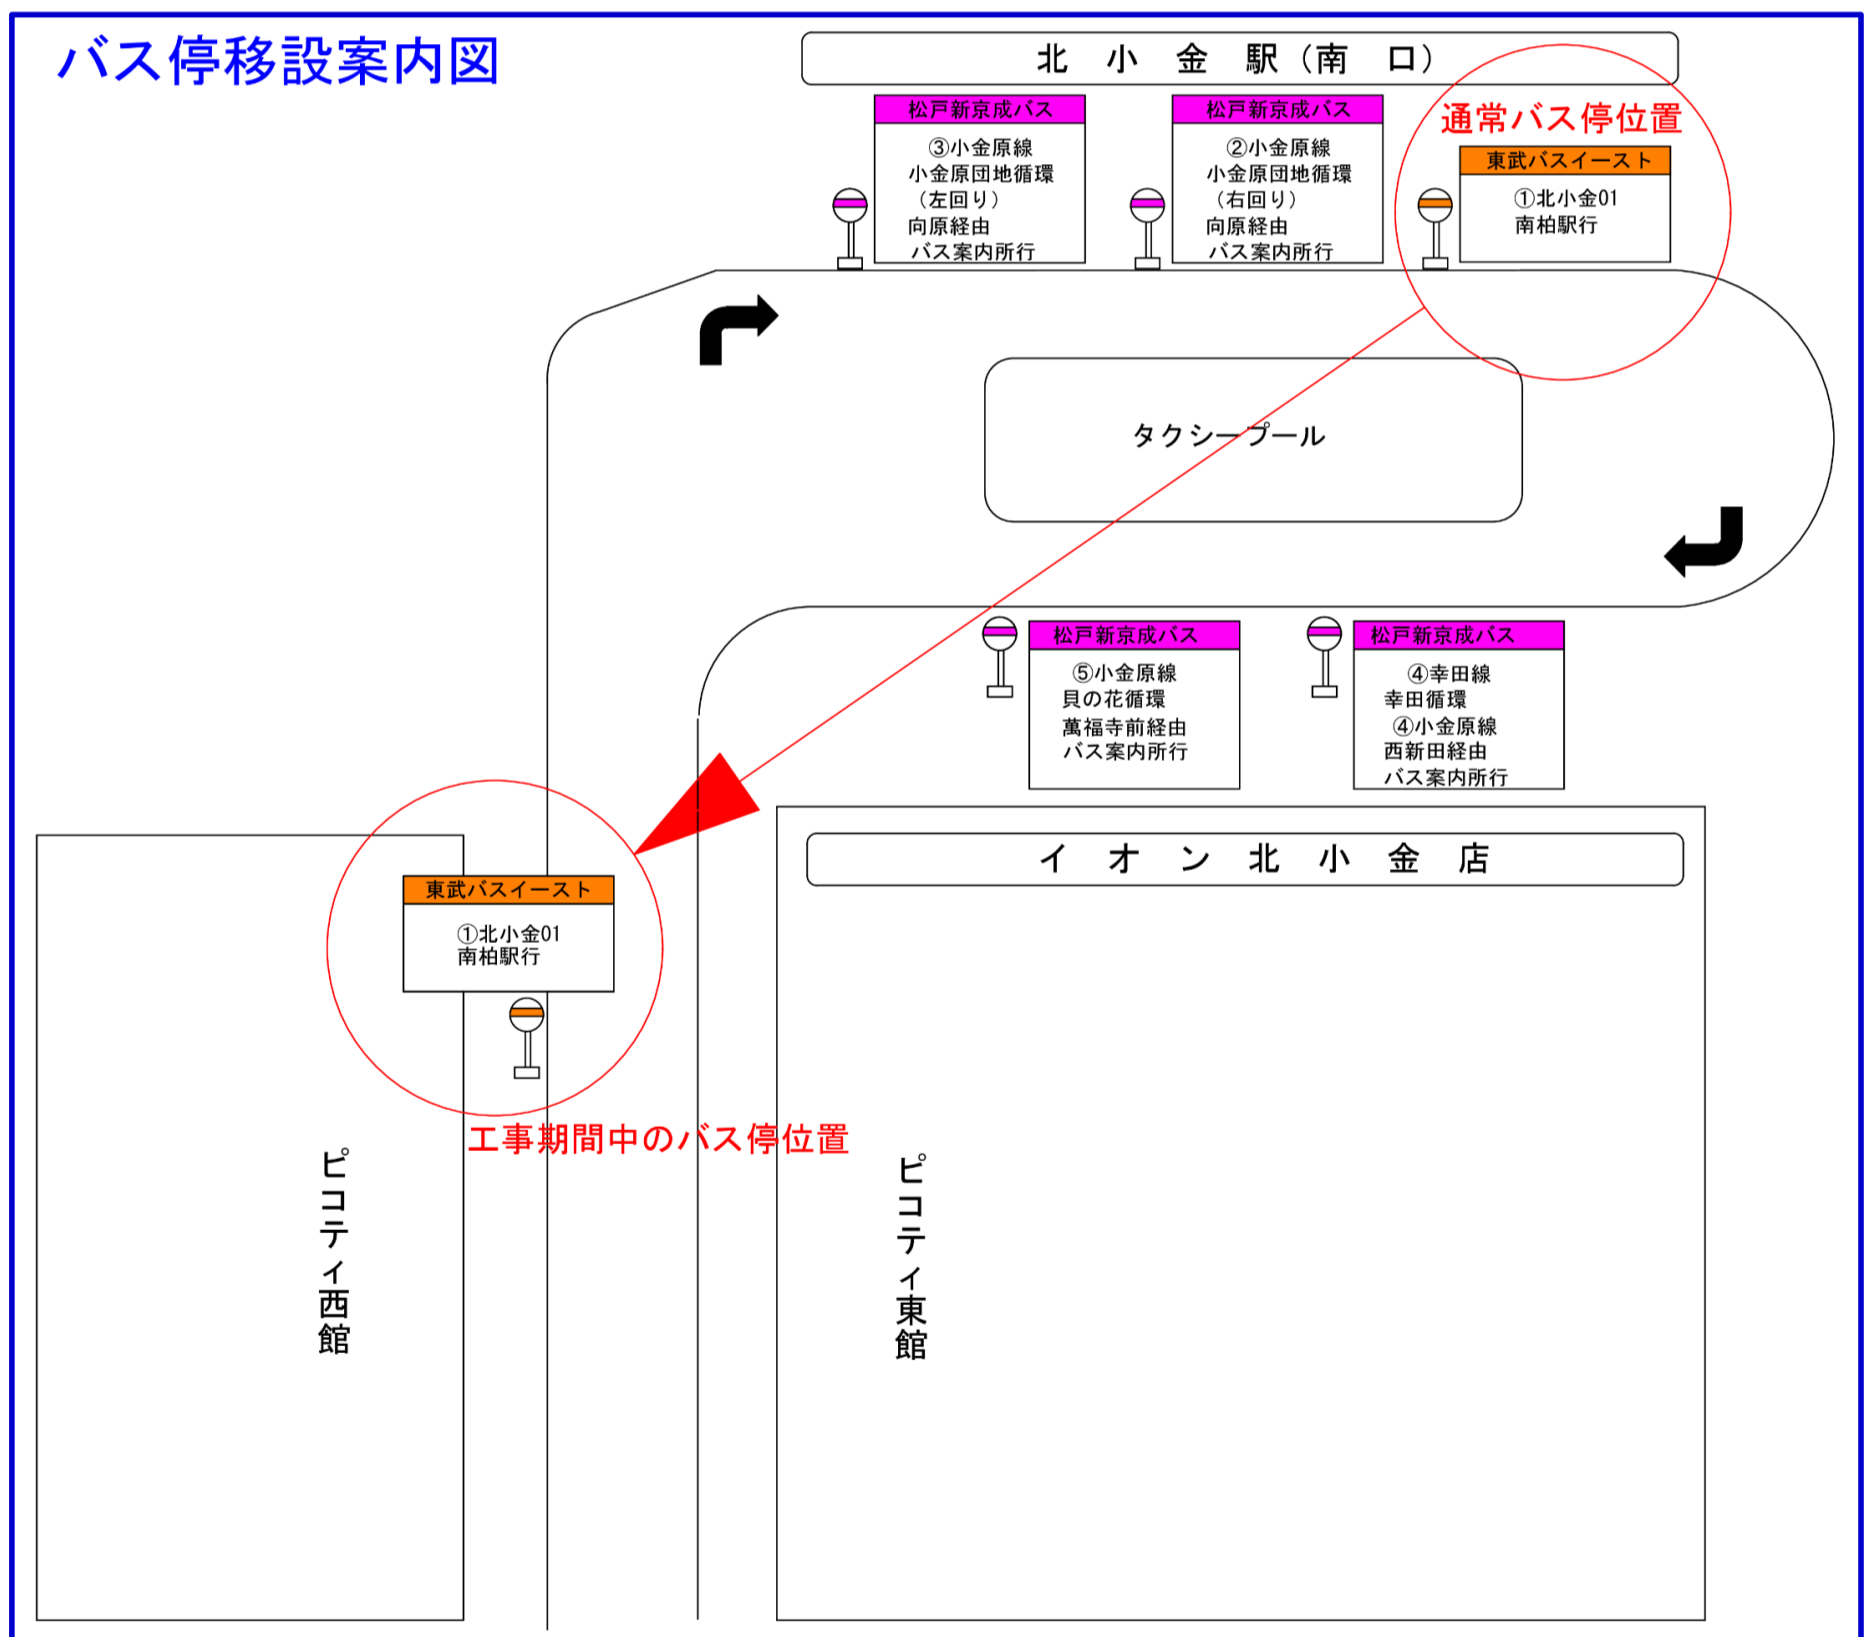 バス停移設案内図
北小金駅（南口）
通常バス停位置
松戸新京成バス
③小金原線
小金原団地循環
（左回り）
向原経由
バス案内所行
松戸新京成バス
②小金原線
小金原団地循環
（右回り）
向原経由
バス案内所行
東武バスイースト
①北小金01
南柏駅行
タクシープール
松戸新京成バス
⑤小金原線
貝の花循環
萬福寺前経由
バス案内所行
松戸新京成バス
④幸田線
幸田循環
④小金原線
西新田経由
バス案内所行
イオン北小金店
東武バスイースト
①北小金01
南柏駅行
工事期間中のバス停位置
ピコティ西館
ピコティ東館